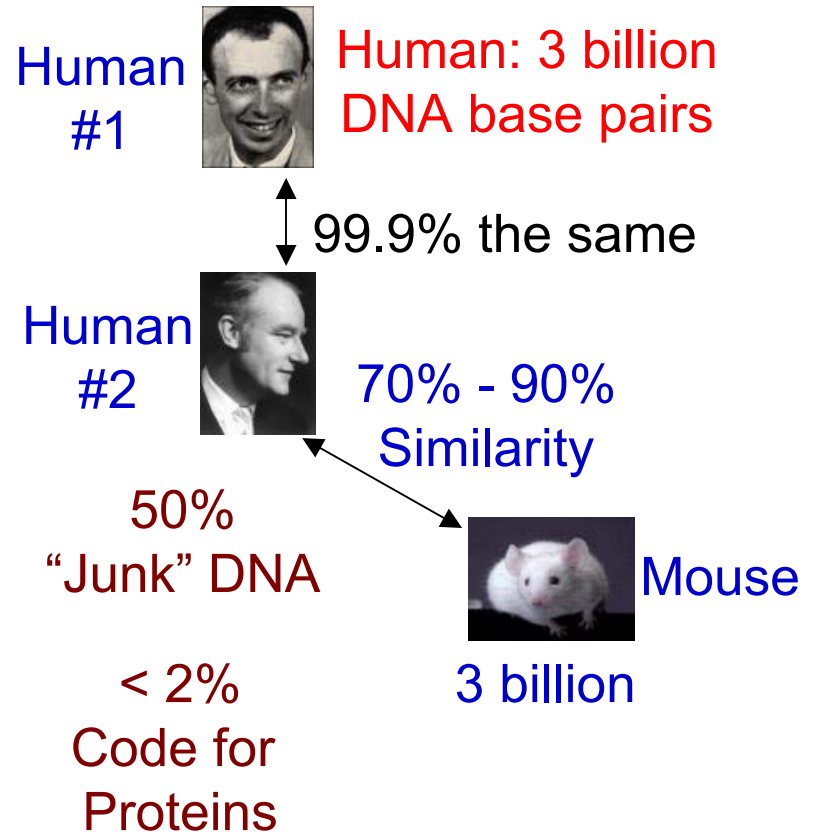 Human
#1
Human: 3 billion
DNA base pairs
99.9% the same
Human
#2
70% - 90%
Similarity
50%
“Junk” DNA
Mouse
< 2%
Code for
Proteins
3 billion